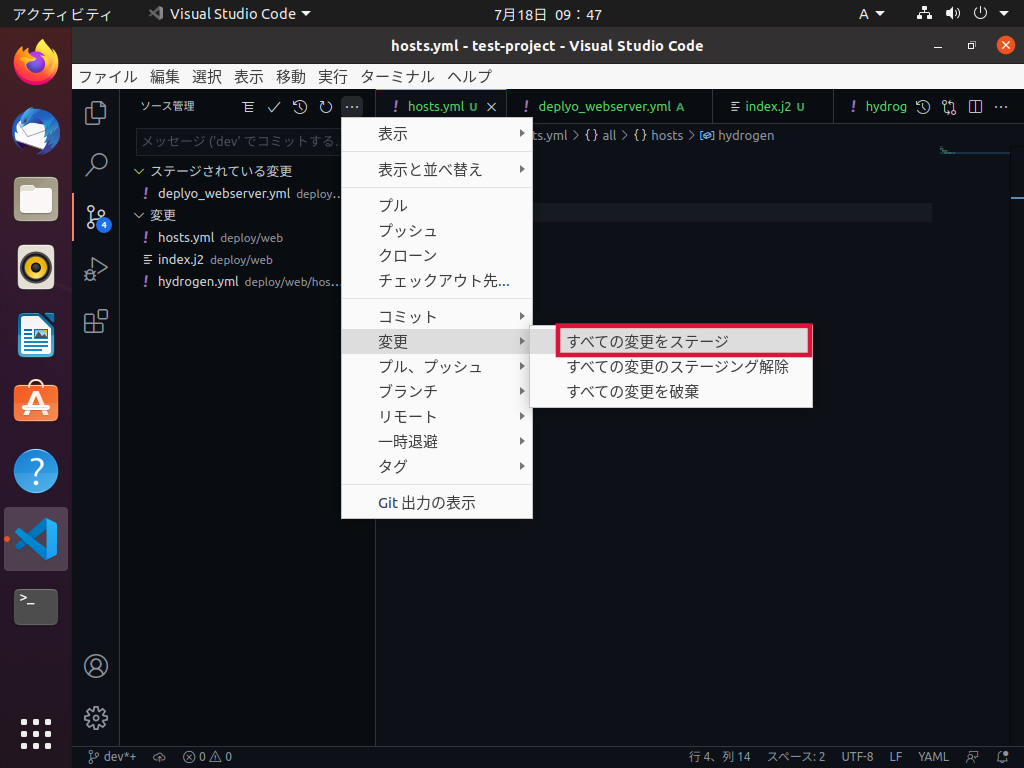 アクティビティ
Visual Studio Code
7月18日 09：47
A
hosts.yml - test-project - Visual Studio Code
ファイル 編集 選択 表示 移動 実行 ターミナル ヘルプ
ソース管理
! hosts.yml U
! deplyo_webserver.yml A
index.j2 U
! hydrog
メッセージ ('dev' でコミットする...
ts.yml > {} all > {} hosts > hydrogen
ステージされている変更
! deplyo_webserver.yml deploy...
変更
! hosts.yml deploy/web
index.j2 deploy/web
! hydrogen.yml deploy/web/hos...
4
表示
表示と並べ替え
プル
プッシュ
クローン
チェックアウト先...
コミット
変更
プル、プッシュ
ブランチ
リモート
一時退避
タグ
Git 出力の表示
すべての変更をステージ
すべての変更のステージング解除
すべての変更を破棄
?
>_
dev*+
0
0
行 4、列 14
スペース: 2
UTF-8
LF
YAML